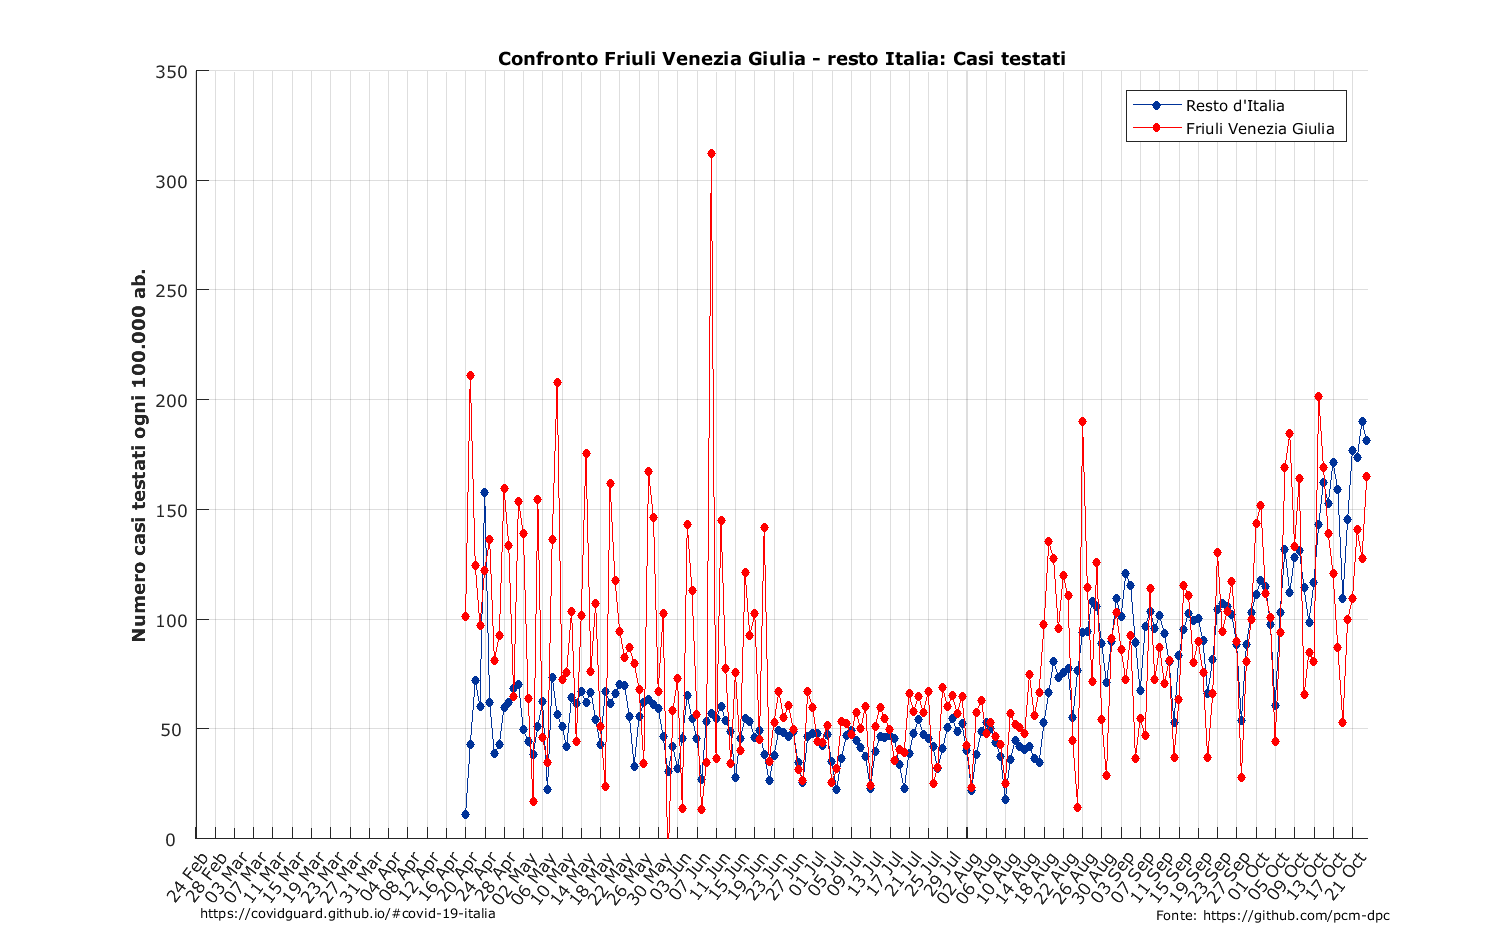 Confronto Friuli Venezia Giulia - resto Italia: Casi testati
Resto d'Italia
Friuli Venezia Giulia
Numero casi testati ogni 100.000 ab.
350
300
250
200
150
100
50
0
24 Feb
28 Feb
03 Mar
07 Mar
11 Mar
15 Mar
19 Mar
23 Mar
27 Mar
31 Mar
04 Apr
08 Apr
12 Apr
16 Apr
20 Apr
24 Apr
28 Apr
02 May
06 May
10 May
14 May
18 May
22 May
26 May
30 May
03 Jun
07 Jun
11 Jun
15 Jun
19 Jun
23 Jun
27 Jun
01 Jul
05 Jul
09 Jul
13 Jul
17 Jul
21 Jul
25 Jul
29 Jul
02 Aug
06 Aug
10 Aug
14 Aug
18 Aug
22 Aug
26 Aug
30 Aug
03 Sep
07 Sep
11 Sep
15 Sep
19 Sep
23 Sep
27 Sep
01 Oct
05 Oct
09 Oct
13 Oct
17 Oct
21 Oct
https://covidguard.github.io/#covid-19-italia
Fonte: https://github.com/pcm-dpc